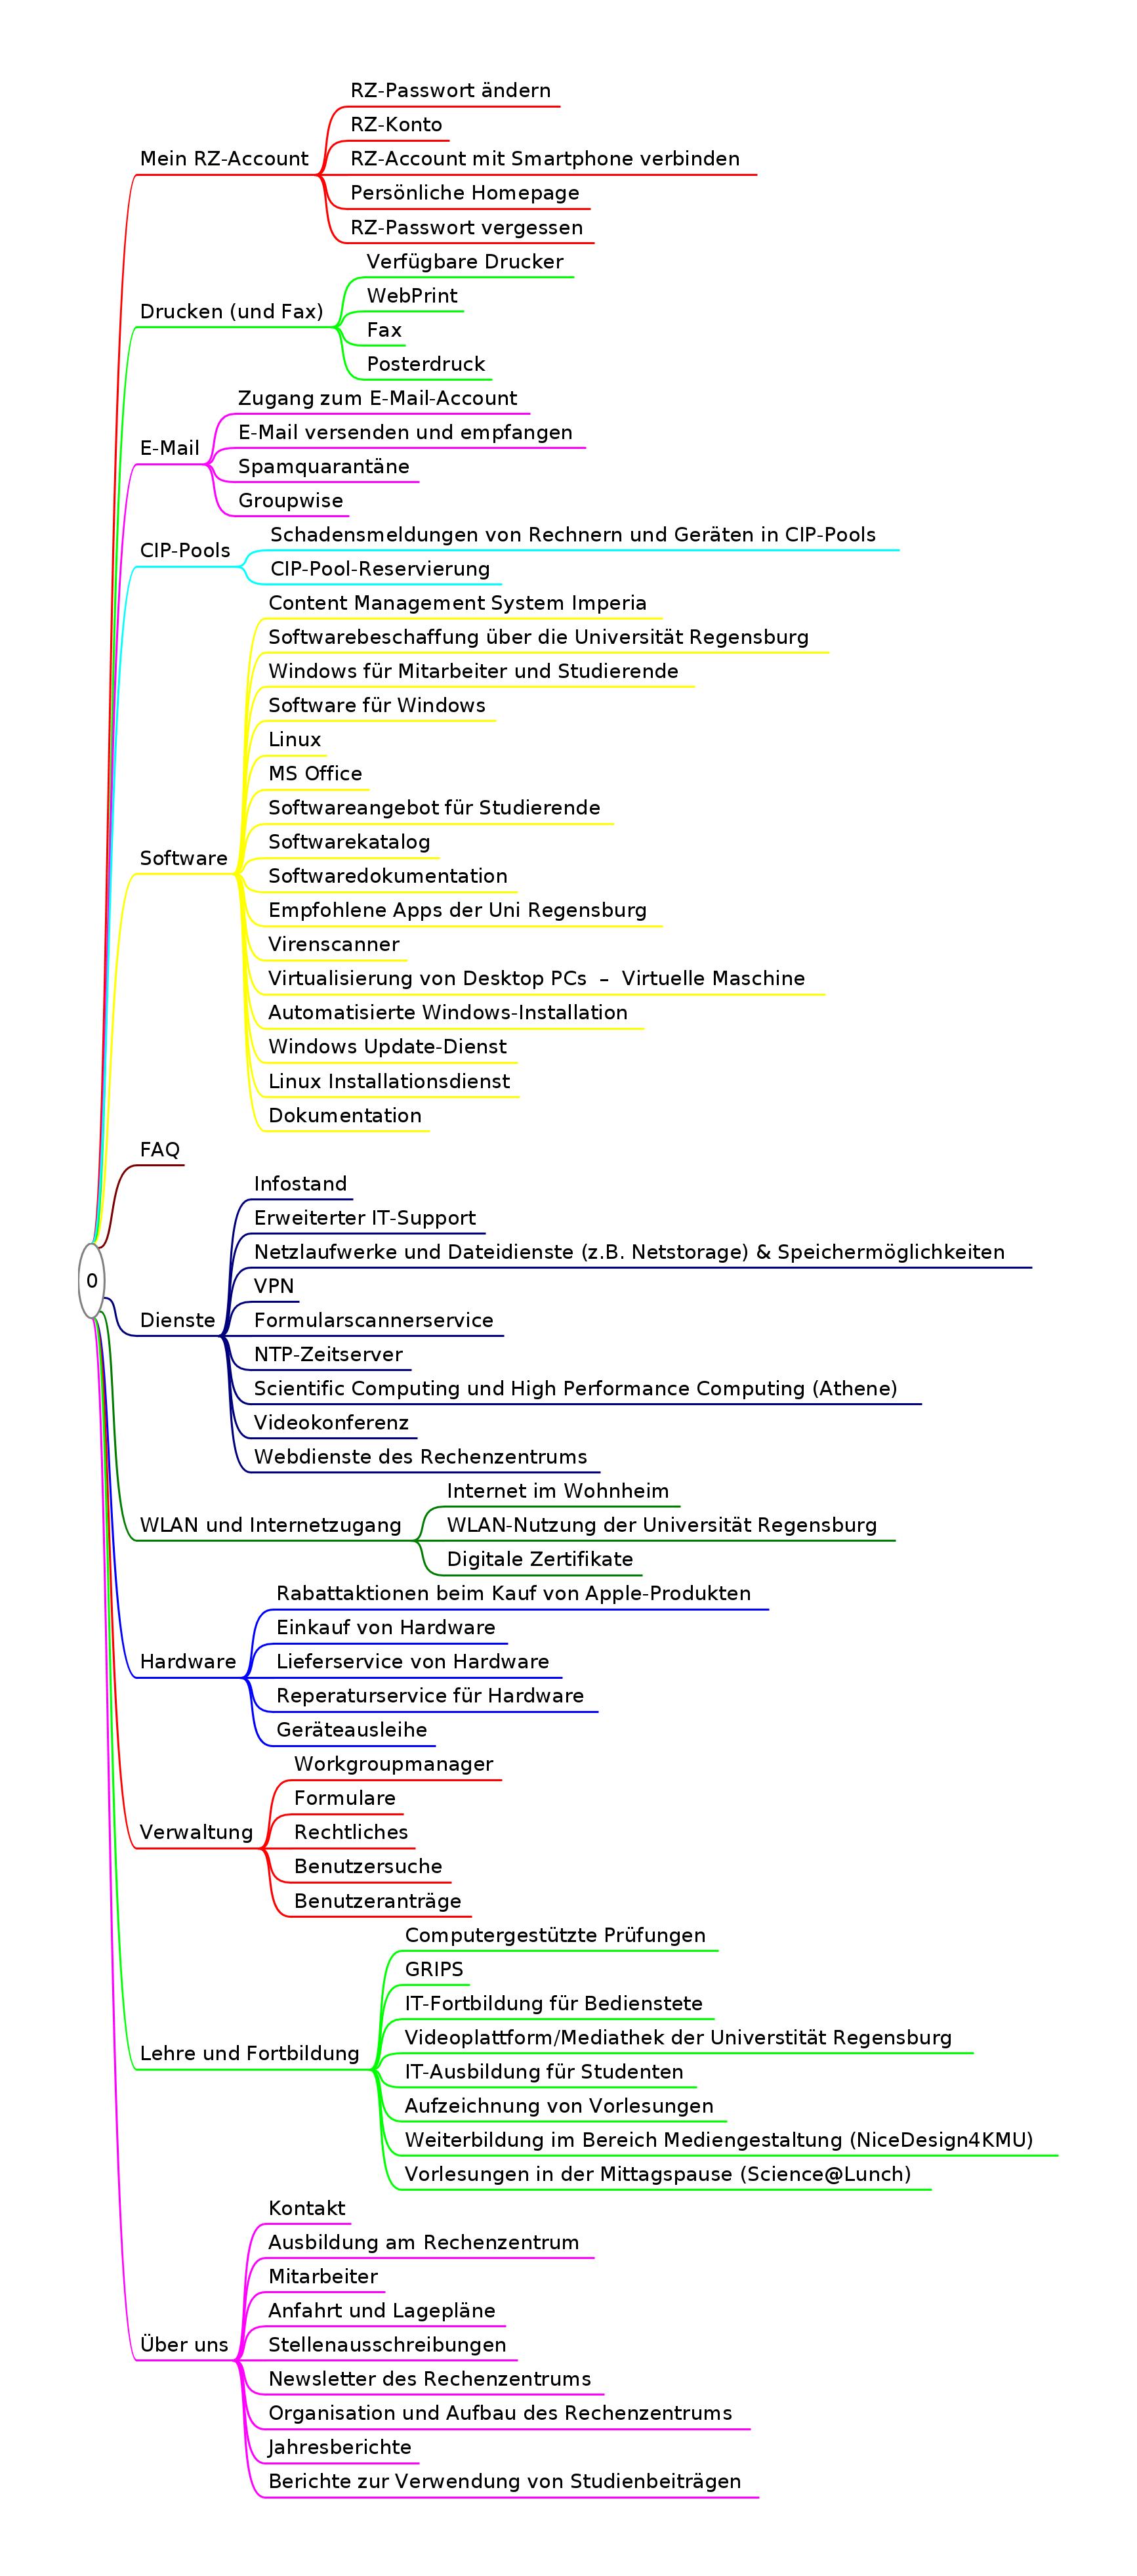 RZ-Passwort ändern
RZ-Konto
Mein RZ-Account
RZ-Account mit Smartphone verbinden
Persönliche Homepage
RZ-Passwort vergessen
Verfügbare Drucker
WebPrint
Drucken (und Fax)
Fax
Posterdruck
Zugang zum E-Mail-Account
E-Mail versenden und empfangen
E-Mail
Spamquarantäne
Groupwise
Schadensmeldungen von Rechnern und Geräten in CIP-Pools
CIP-Pools
CIP-Pool-Reservierung
Content Management System Imperia
Softwarebeschaffung über die Universität Regensburg
Windows für Mitarbeiter und Studierende
Software für Windows
Linux
MS Office
Softwareangebot für Studierende
Softwarekatalog
Software
Softwaredokumentation
Empfohlene Apps der Uni Regensburg
Virenscanner
Virtualisierung von Desktop PCs – Virtuelle Maschine
Automatisierte Windows-Installation
Windows Update-Dienst
Linux Installationsdienst
Dokumentation
FAQ
Infostand
Erweiterter IT-Support
Netzlaufwerke und Dateidienste (z.B. Netstorage) & Speichermöglichkeiten
0
VPN
Dienste
Formularscannerservice
NTP-Zeitserver
Scientific Computing und High Performance Computing (Athene)
Videokonferenz
Webdienste des Rechenzentrums
Internet im Wohnheim
WLAN und Internetzugang
WLAN-Nutzung der Universität Regensburg
Digitale Zertifikate
Rabattaktionen beim Kauf von Apple-Produkten
Einkauf von Hardware
Hardware
Lieferservice von Hardware
Reperaturservice für Hardware
Geräteausleihe
Workgroupmanager
Formulare
Verwaltung
Rechtliches
Benutzersuche
Benutzeranträge
Computergestützte Prüfungen
GRIPS
IT-Fortbildung für Bedienstete
Videoplattform/Mediathek der Universtität Regensburg
Lehre und Fortbildung
IT-Ausbildung für Studenten
Aufzeichnung von Vorlesungen
Weiterbildung im Bereich Mediengestaltung (NiceDesign4KMU)
Vorlesungen in der Mittagspause (Science@Lunch)
Kontakt
Ausbildung am Rechenzentrum
Mitarbeiter
Anfahrt und Lagepläne
Über uns
Stellenausschreibungen
Newsletter des Rechenzentrums
Organisation und Aufbau des Rechenzentrums
Jahresberichte
Berichte zur Verwendung von Studienbeiträgen